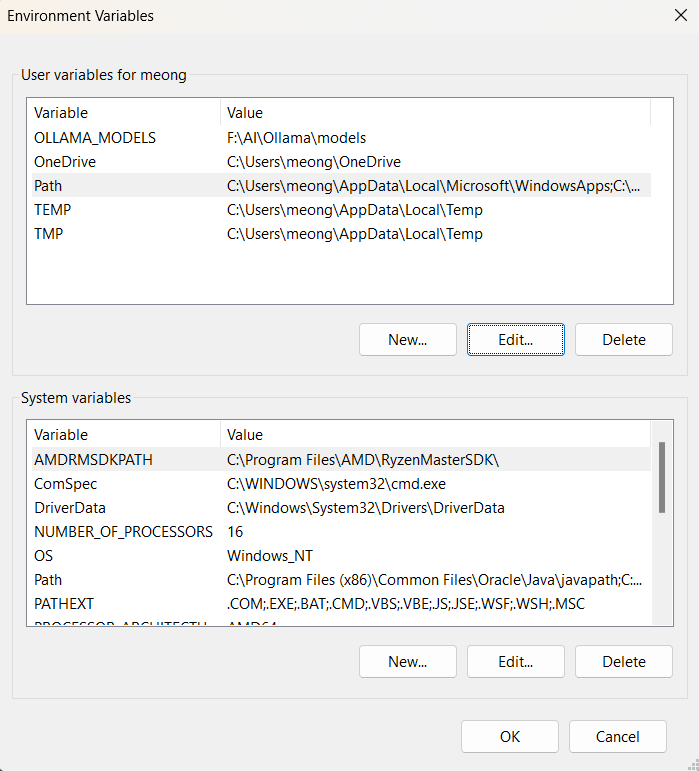 Environment Variables
User variables for meong
Variable Value
OLLAMA_MODELS F:\AI\Ollama\models
OneDrive C:\Users\meong\OneDrive
Path C:\Users\meong\AppData\Local\Microsoft\WindowsApps;C:\...
TEMP C:\Users\meong\AppData\Local\Temp
TMP C:\Users\meong\AppData\Local\Temp
New... Edit... Delete
System variables
Variable Value
AMDRMSDKPATH C:\Program Files\AMD\RyzenMasterSDK\
ComSpec C:\WINDOWS\system32\cmd.exe
DriverData C:\Windows\System32\Drivers\DriverData
NUMBER_OF_PROCESSORS 16
OS Windows_NT
Path C:\Program Files (x86)\Common Files\Oracle\Java\javapath;C:...
PATHEXT .COM;.EXE;.BAT;.CMD;.VBS;.VBE;.JS;.JSE;.WSF;.WSH;.MSC
PROCESSOR_ARCHITECTU... AMD64
New... Edit... Delete
OK Cancel